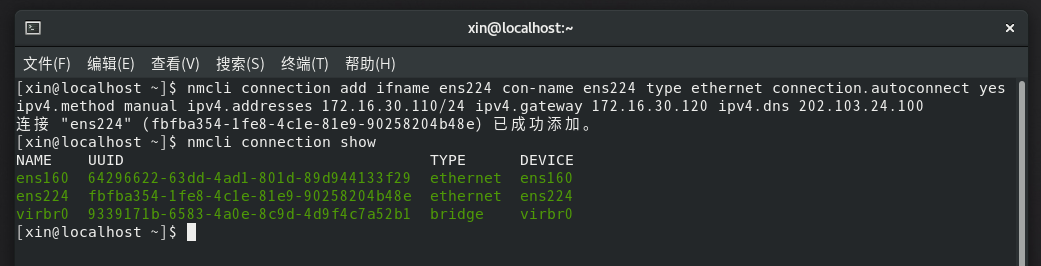 xin@localhost:~
文件(F) 编辑(E) 查看(V) 搜索(S) 终端(T) 帮助(H)
[xin@localhost ~]$ nmcli connection add ifname ens224 con-name ens224 type ethernet connection.autoconnect yes
ipv4.method manual ipv4.addresses 172.16.30.110/24 ipv4.gateway 172.16.30.120 ipv4.dns 202.103.24.100
连接 "ens224" (fbfba354-1fe8-4c1e-81e9-90258204b48e) 已成功添加。
[xin@localhost ~]$ nmcli connection show
NAME    UUID                                  TYPE      DEVICE
ens160  64296622-63dd-4ad1-801d-89d944133f29  ethernet  ens160
ens224  fbfba354-1fe8-4c1e-81e9-90258204b48e  ethernet  ens224
virbr0  9339171b-6583-4a0e-8c9d-4d9f4c7a52b1  bridge    virbr0
[xin@localhost ~]$